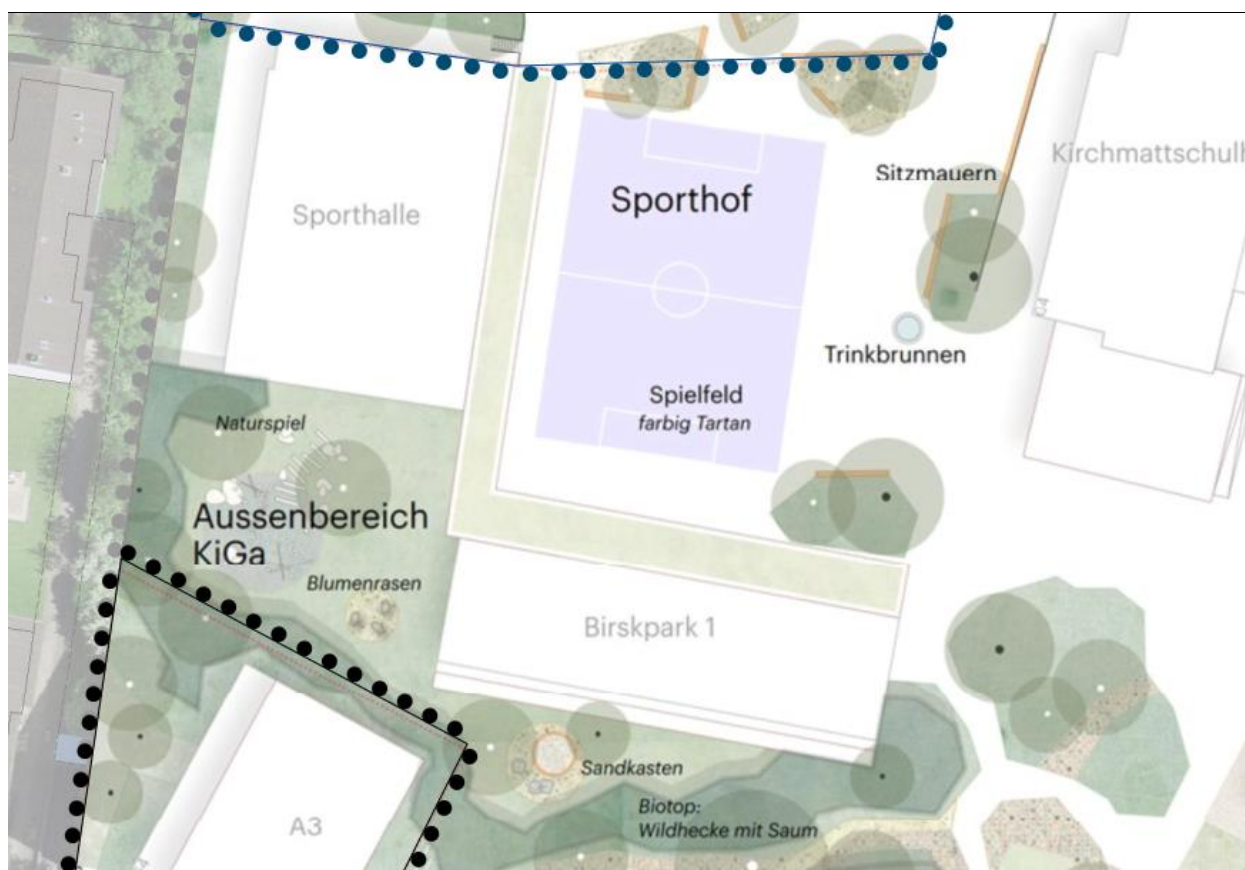 Kirchmattschulh
Sitzmauern
Sporthof
Sporthalle
Trinkbrunnen
Spielfeld
farbig Tartan
Naturspiel
Aussenbereich
KiGa
Blumenrasen
Birskpark 1
Sandkasten
Biotop:
Wildhecke mit Saum
A3